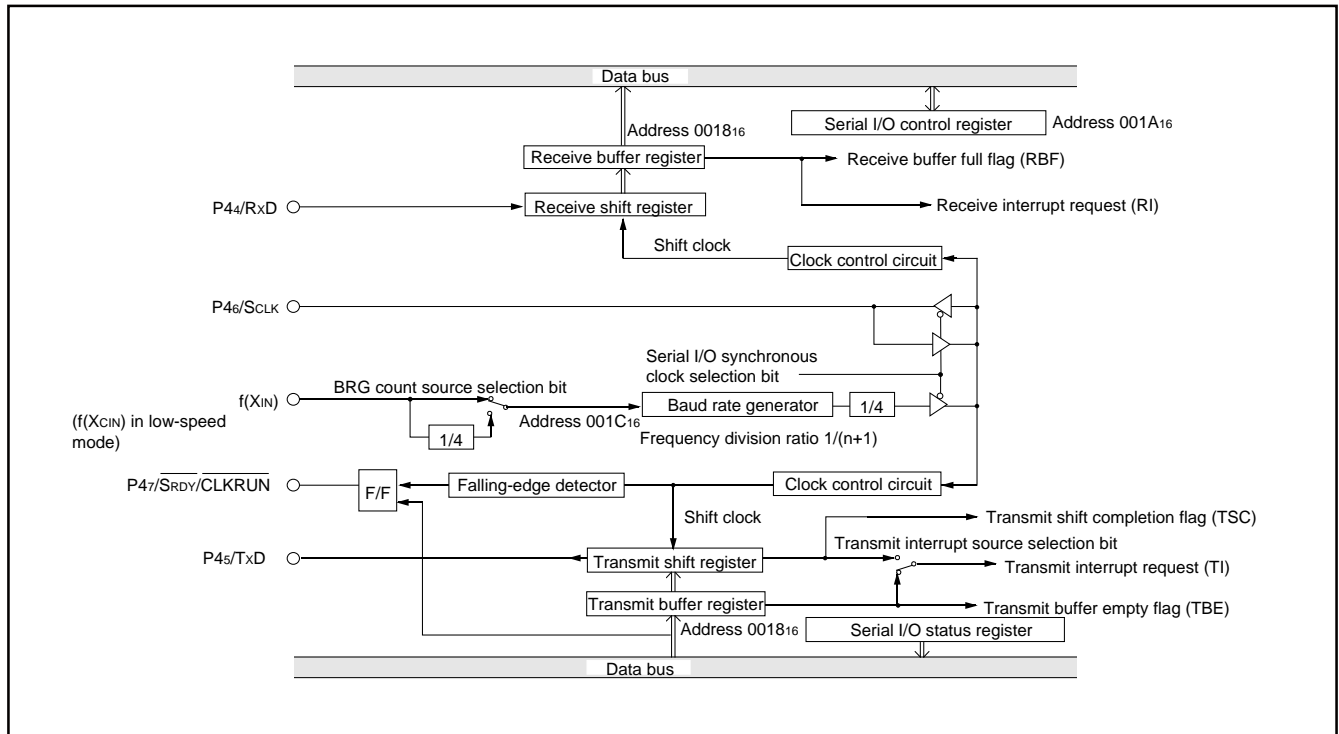 Data bus
Address 0018₁₆
Serial I/O control register
Address 001A₁₆
Receive buffer register
Receive buffer full flag (RBF)
P4₄/RxD
Receive shift register
Receive interrupt request (RI)
Shift clock
Clock control circuit
P4₆/SCLK
Serial I/O synchronous
clock selection bit
BRG count source selection bit
f(XIN)
(f(XCIN) in low-speed
mode)
1/4
Address 001C₁₆
Baud rate generator
1/4
Frequency division ratio 1/(n+1)
P4₇/S̅R̅D̅Y̅/C̅L̅K̅R̅U̅N̅
F/F
Falling-edge detector
Clock control circuit
Shift clock
Transmit shift completion flag (TSC)
P4₅/TxD
Transmit shift register
Transmit interrupt source selection bit
Transmit interrupt request (TI)
Transmit buffer register
Transmit buffer empty flag (TBE)
Address 0018₁₆
Serial I/O status register
Data bus